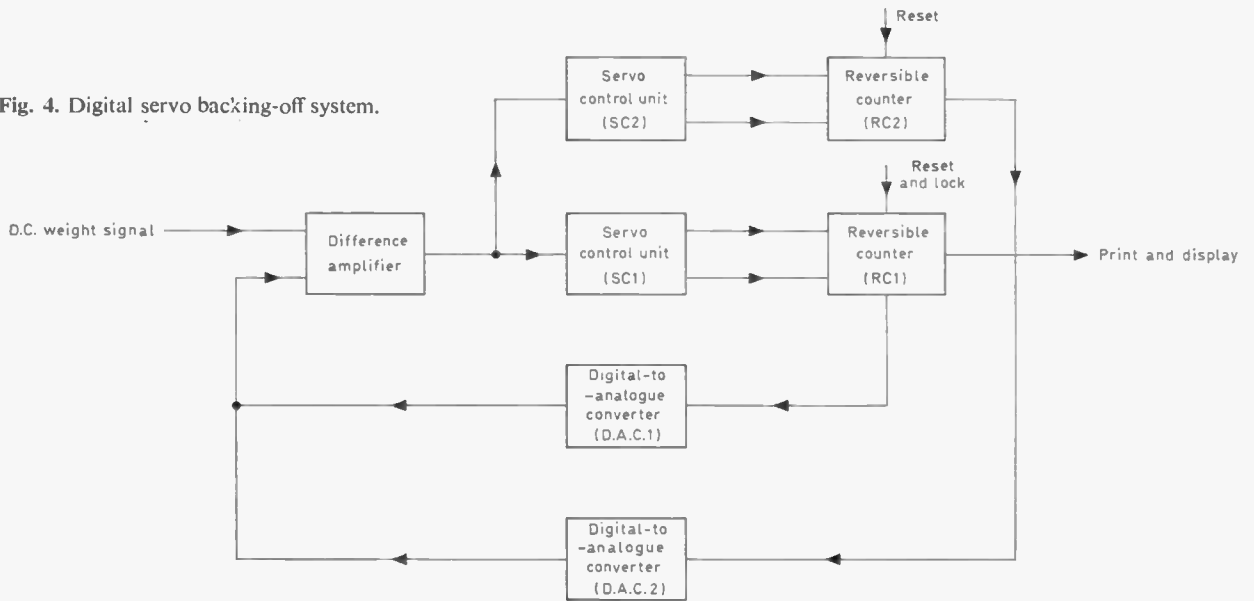 Fig. 4. Digital servo backing-off system.
Reset
Servo
control unit
(SC2)
Reversible
counter
(RC2)
Reset
and lock
D.C. weight signal
Difference
amplifier
Servo
control unit
(SC1)
Reversible
counter
(RC1)
Print and display
Digital-to
-analogue
converter
(D.A.C.1)
Digital-to
-analogue
converter
(D.A.C.2)